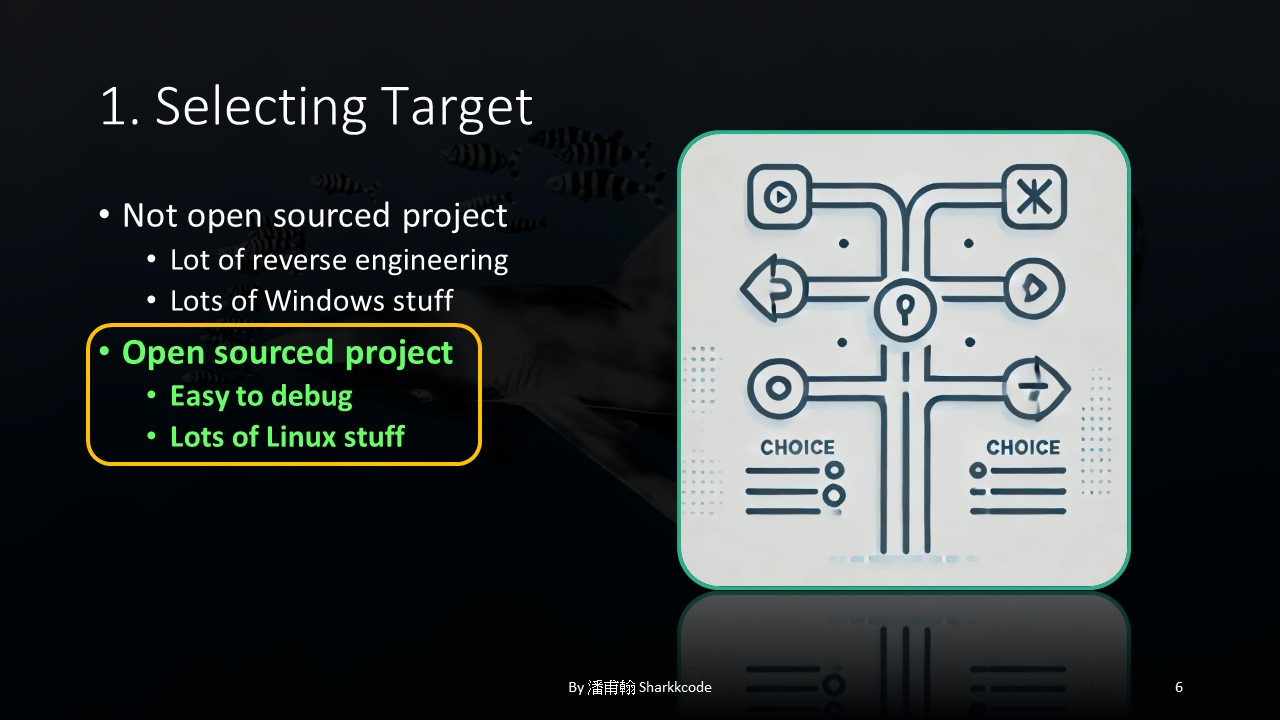 1. Selecting Target
• Not open sourced project
• Lot of reverse engineering
• Lots of Windows stuff
• Open sourced project
• Easy to debug
• Lots of Linux stuff
CHOICE
CHOICE
By 潘甫翰 Sharkkcode
6